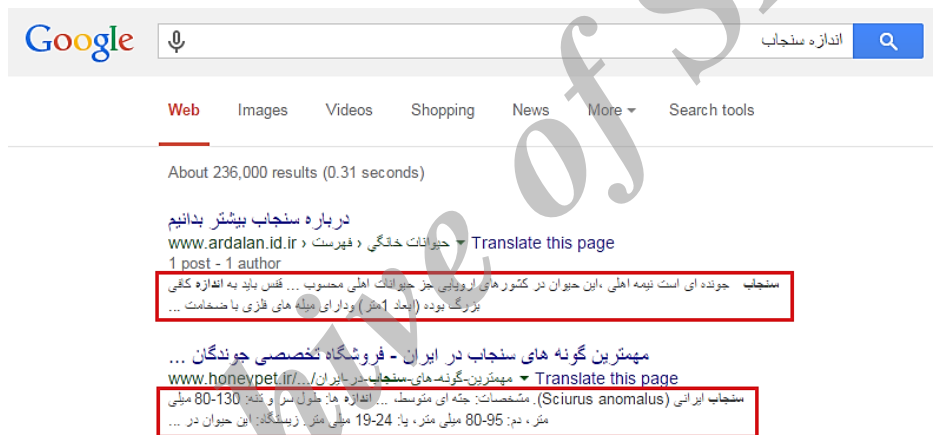 Google
اندازه سنجاب
Web Images Videos Shopping News More Search tools
About 236,000 results (0.31 seconds)
درباره سنجاب بیشتر بدانیم
www.ardalan.id.ir › فهرست › حیوانات خانگی Translate this page
1 post - 1 author
سنجاب جونده ای است نیمه اهلی ،این حیوان در کشورهای اروپایی جز حیوانات اهلی محسوب ... قفس باید به اندازه کافی
بزرگ بوده (ابعاد 1متر) ودارای میله های فلزی با ضخامت ...
مهمترین گونه های سنجاب در ایران - فروشگاه تخصصی جوندگان ...
www.honeypet.ir/.../مهمترین-گونه-های-سنجاب-در-ایران Translate this page
سنجاب ایرانی (Sciurus anomalus). مشخصات: جثه ای متوسط، ... اندازه ها: طول سر و تنه: 130-80 میلی
متر، دم: 95-80 میلی متر، پا: 24-19 میلی متر. زیستگاه: این حیوان در ...
hive of S